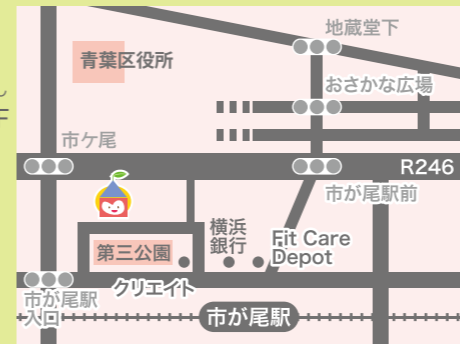 地蔵堂下
青葉区役所
おさかな広場
市ケ尾
R246
市が尾駅前
横浜
銀行
Fit Care
Depot
第三公園
クリエイト
市が尾駅
入口
市が尾駅